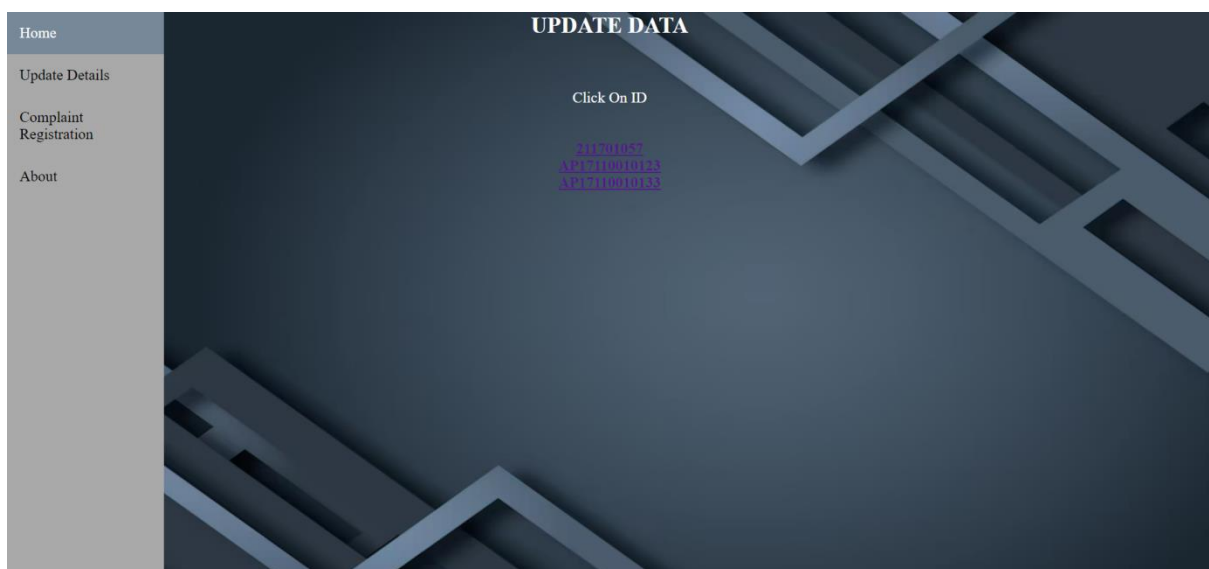 Home
Update Details
Complaint
Registration
About
UPDATE DATA
Click On ID
211701057
AP17110010123
AP17110010133